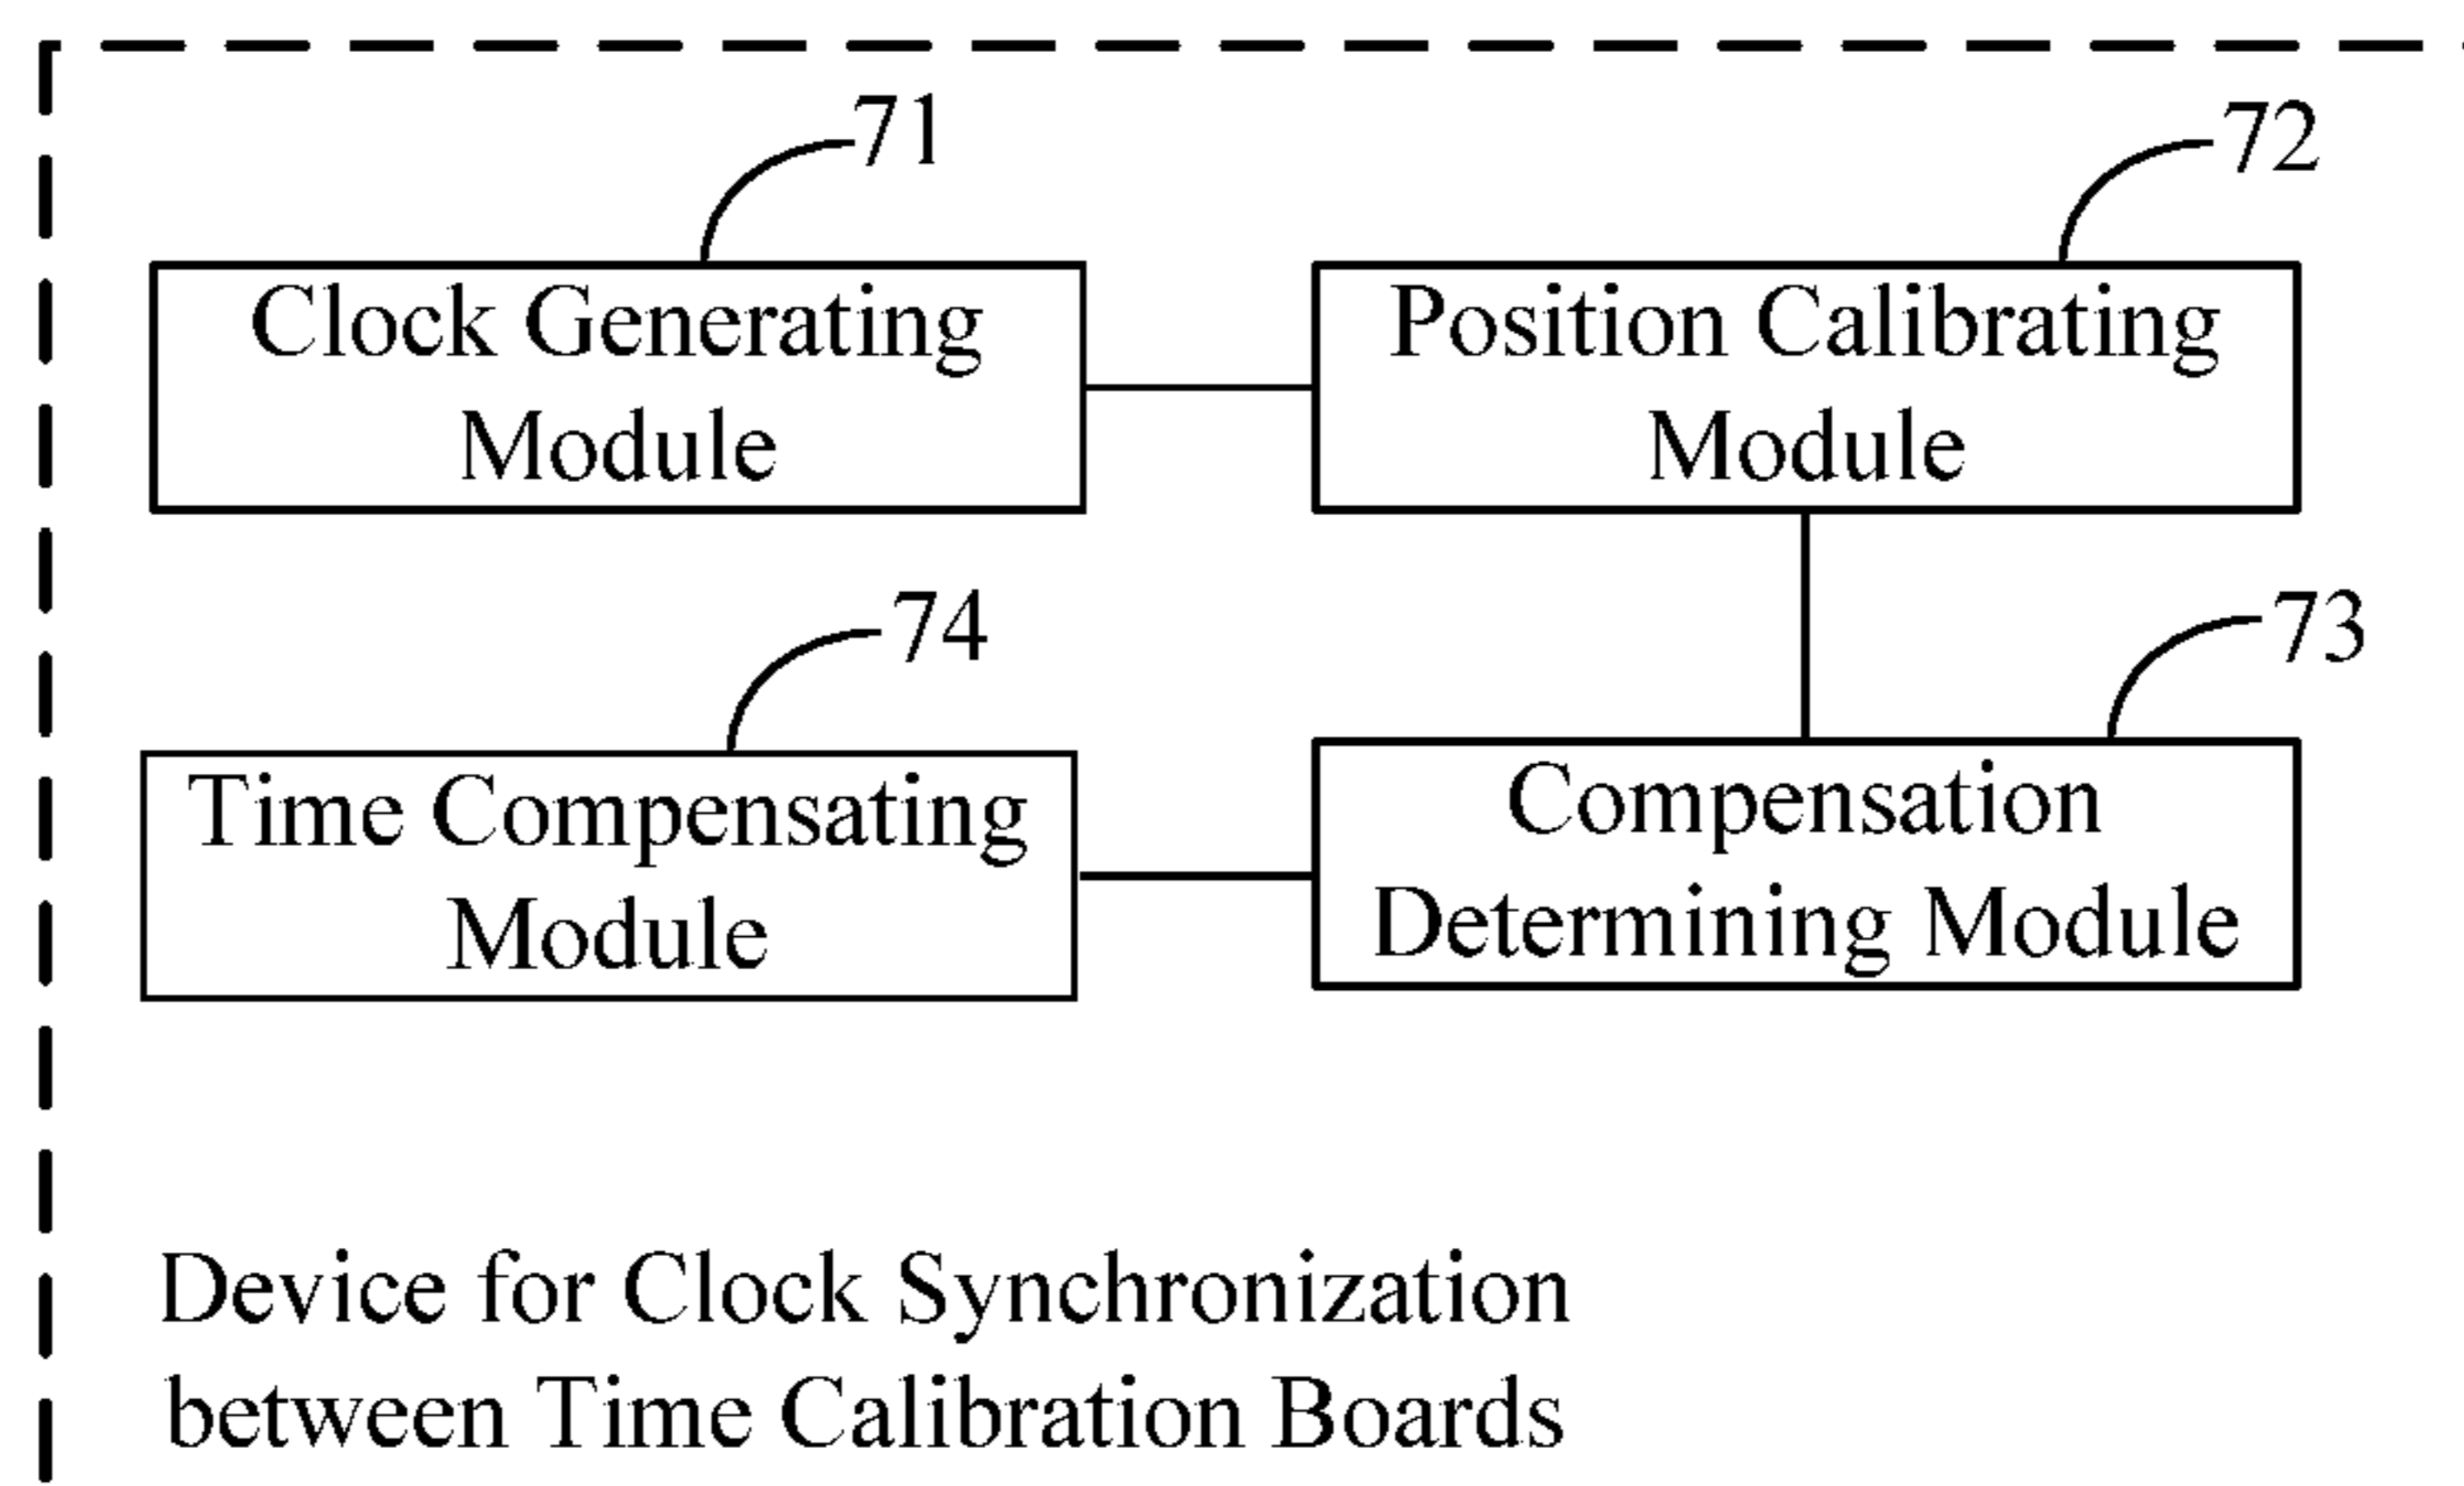 71
72
Clock Generating
Module
Position Calibrating
Module
74
73
Time Compensating
Module
Compensation
Determining Module
Device for Clock Synchronization
between Time Calibration Boards